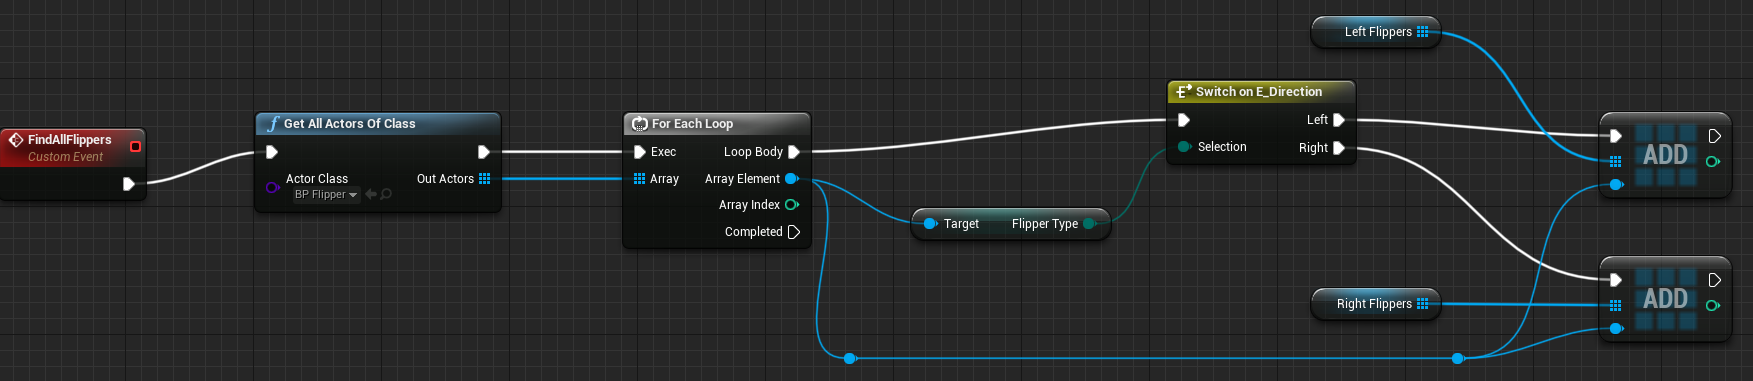 Left Flippers
Switch on E_Direction
Left
Selection
Right
ADD
FindAllFlippers
Custom Event
Get All Actors Of Class
Actor Class
BP Flipper
Out Actors
For Each Loop
Exec
Loop Body
Array
Array Element
Array Index
Completed
Target
Flipper Type
Right Flippers
ADD